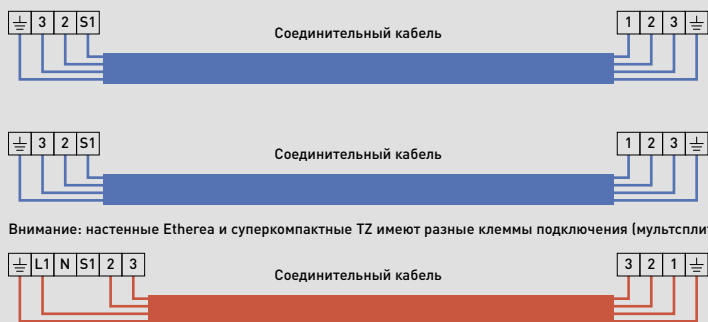 ⏚ 3 2 S1 Соединительный кабель 1 2 3 ⏚
⏚ 3 2 S1 Соединительный кабель 1 2 3 ⏚
Внимание: настенные Etherea и суперкомпактные TZ имеют разные клеммы подключения (мультспли
⏚ L1 N S1 2 3 Соединительный кабель 3 2 1 ⏚